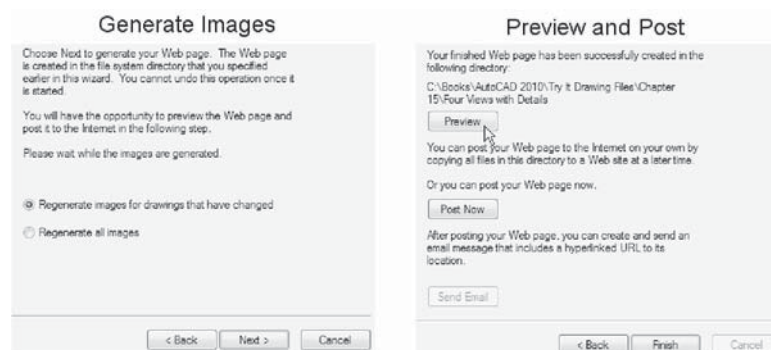 Generate Images
Choose Next to generate your Web page. The Web page
is created in the file system directory that you specified
earlier in this wizard. You cannot undo this operation once it
is started.
You will have the opportunity to preview the Web page and
post it to the Internet in the following step.
Please wait while the images are generated.
Regenerate images for drawings that have changed
Regenerate all images
< Back
Next >
Cancel
Preview and Post
Your finished Web page has been successfully created in the
following directory:
C:\Books\AutoCAD 2010\Try It Drawing Files\Chapter
15\Four Views with Details
Preview
You can post your Web page to the Internet on your own by
copying all files in this directory to a Web site at a later time.
Or you can post your Web page now.
Post Now
After posting your Web page, you can create and send an
email message that includes a hyperlinked URL to its
location.
Send Email
< Back
Finish
Cancel